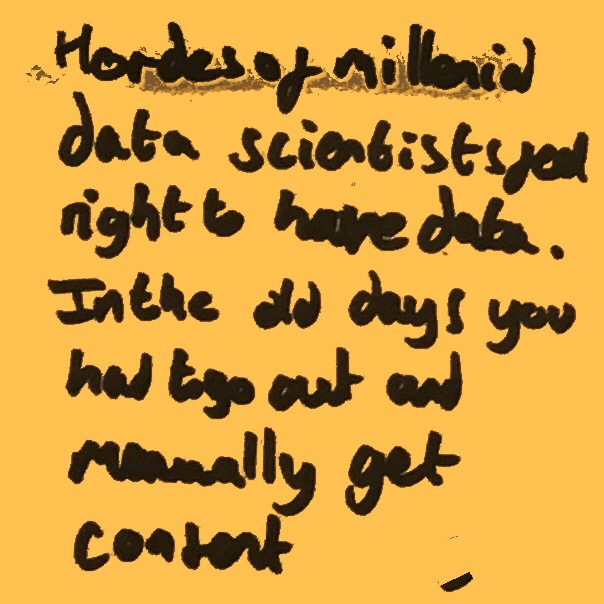 Hordes of millenial
data scientists feel
right to have data.
In the old days you
had to go out and
manually get
content